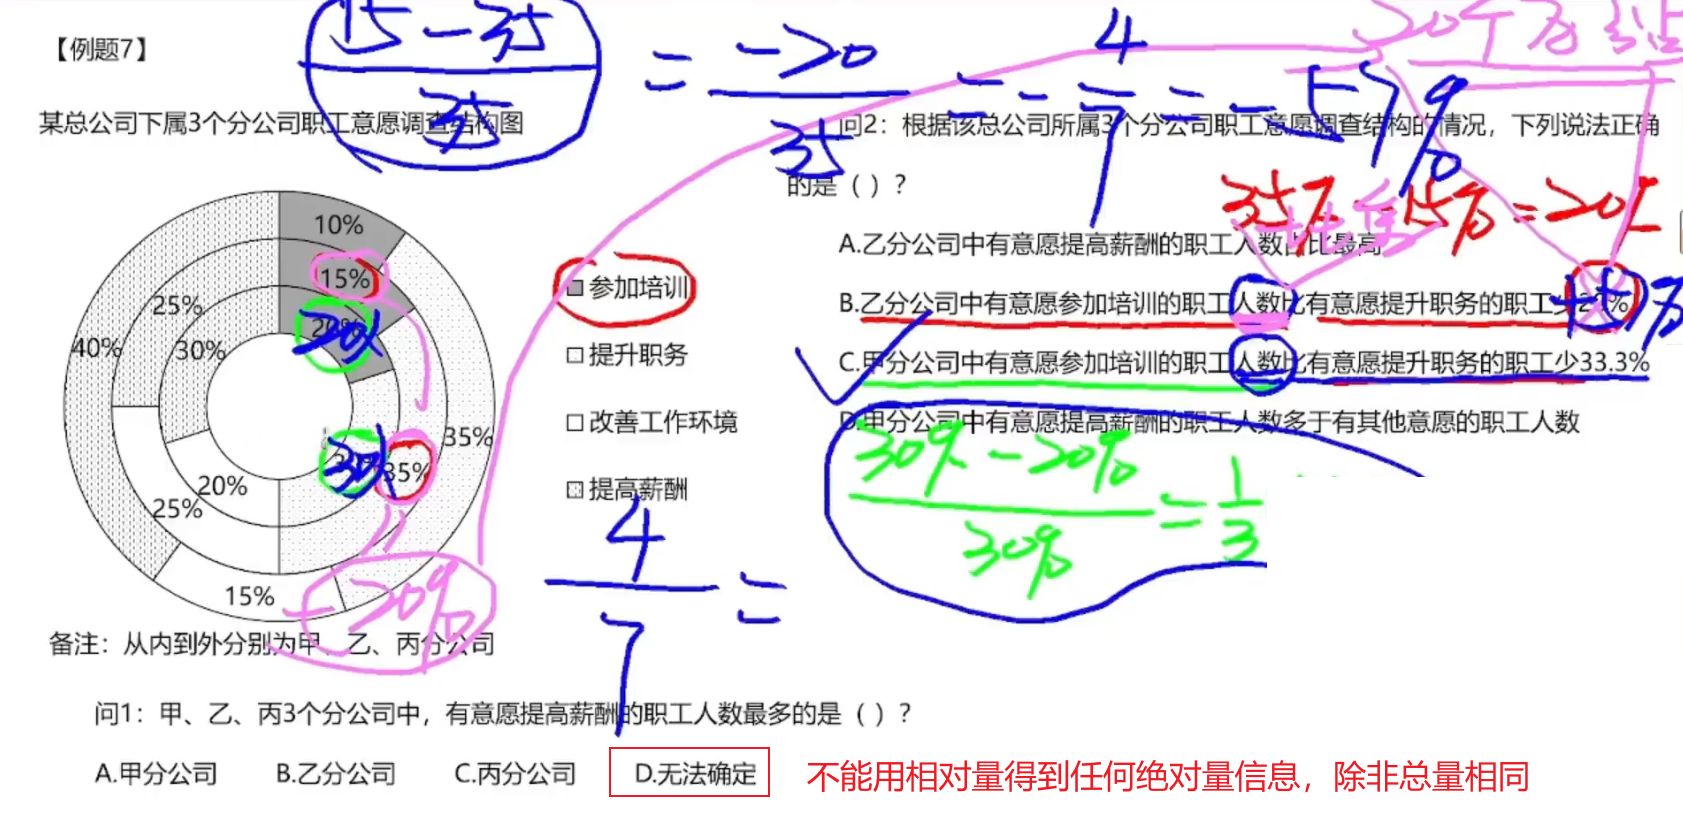 【例题7】
某总公司下属3个分公司职工意愿调查结构图
15-35
35
= -20
35
= - 4
7
= -57%
20个百分点
10%
15%
20%
20%
25%
30%
40%
35%
35%
30%
20%
25%
15%
-20%
参加培训
提升职务
改善工作环境
提高薪酬
备注：从内到外分别为甲、乙、丙分公司
4
7
=
问2：根据该总公司所属3个分公司职工意愿调查结构的情况，下列说法正确
的是（ ）？
35% - 15% = 20%
A.乙分公司中有意愿提高薪酬的职工人数占比最高
B.乙分公司中有意愿参加培训的职工人数比有意愿提升职务的职工少20%
C.甲分公司中有意愿参加培训的职工人数比有意愿提升职务的职工少33.3%
D.甲分公司中有意愿提高薪酬的职工人数多于有其他意愿的职工人数
30%-20%
30%
= 1
3
问1：甲、乙、丙3个分公司中，有意愿提高薪酬的职工人数最多的是（ ）？
A.甲分公司 B.乙分公司 C.丙分公司 D.无法确定 不能用相对量得到任何绝对量信息，除非总量相同